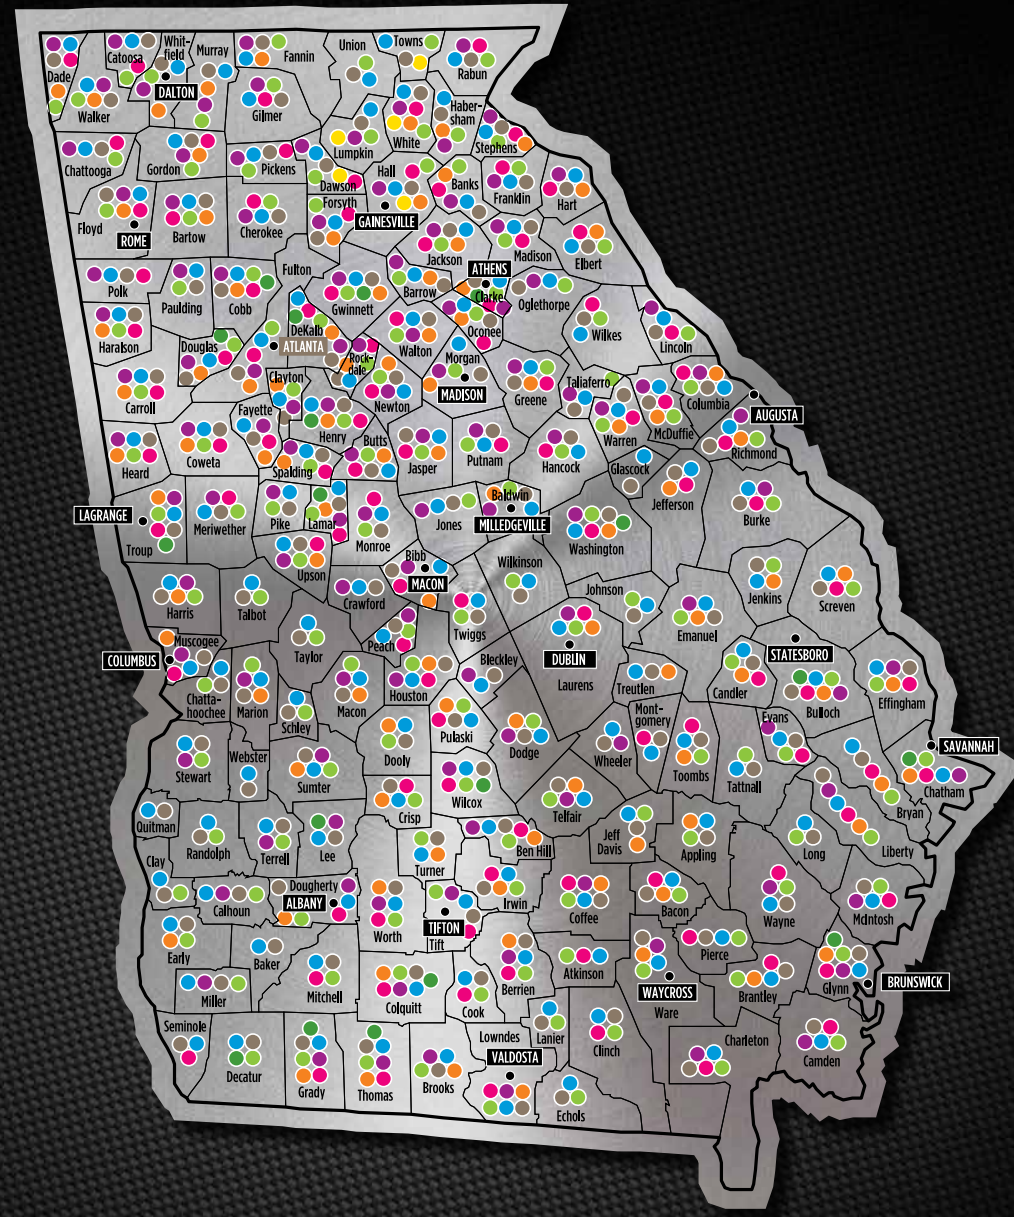 Dade
Catoosa
Whit-
field
Murray
DALTON
Walker
Fannin
Gilmer
Union
Towns
Rabun
Lumpkin
White
Haber-
sham
Stephens
Chattooga
Gordon
Pickens
Dawson
Hall
Banks
Franklin
Hart
Floyd
ROME
Bartow
Cherokee
Forsyth
GAINESVILLE
Jackson
Madison
Elbert
Polk
Paulding
Cobb
Fulton
Gwinnett
Barrow
ATHENS
Clarke
Oglethorpe
Haralson
Douglas
DeKalb
ATLANTA
Rock-
dale
Walton
Oconee
Morgan
MADISON
Wilkes
Lincoln
Carroll
Clayton
Fayette
Henry
Newton
Greene
Taliaferro
Warren
McDuffie
Columbia
AUGUSTA
Richmond
Heard
Coweta
Spalding
Butts
Jasper
Putnam
Hancock
Glascock
Jefferson
Burke
LAGRANGE
Troup
Meriwether
Pike
Lamar
Monroe
Jones
Baldwin
MILLEDGEVILLE
Washington
Upson
Bibb
MACON
Crawford
Wilkinson
Johnson
Jenkins
Screven
Harris
Talbot
Taylor
Peach
Twiggs
Emanuel
Muscogee
COLUMBUS
Chatta-
hoochee
Marion
Schley
Macon
Houston
Bleckley
DUBLIN
Laurens
Treutlen
Candler
STATESBORO
Bulloch
Effingham
Stewart
Webster
Sumter
Dooly
Pulaski
Dodge
Wheeler
Mont-
gomery
Toombs
Tattnall
Evans
Bryan
SAVANNAH
Chatham
Quitman
Randolph
Terrell
Lee
Crisp
Wilcox
Telfair
Jeff
Davis
Appling
Long
Liberty
Clay
Calhoun
Dougherty
ALBANY
Worth
Turner
Ben Hill
Irwin
TIFTON
Tift
Coffee
Bacon
Wayne
McIntosh
Early
Baker
Miller
Mitchell
Colquitt
Cook
Berrien
Atkinson
Pierce
WAYCROSS
Ware
Brantley
Glynn
BRUNSWICK
Seminole
Decatur
Grady
Thomas
Brooks
Lowndes
VALDOSTA
Lanier
Clinch
Echols
Charleton
Camden